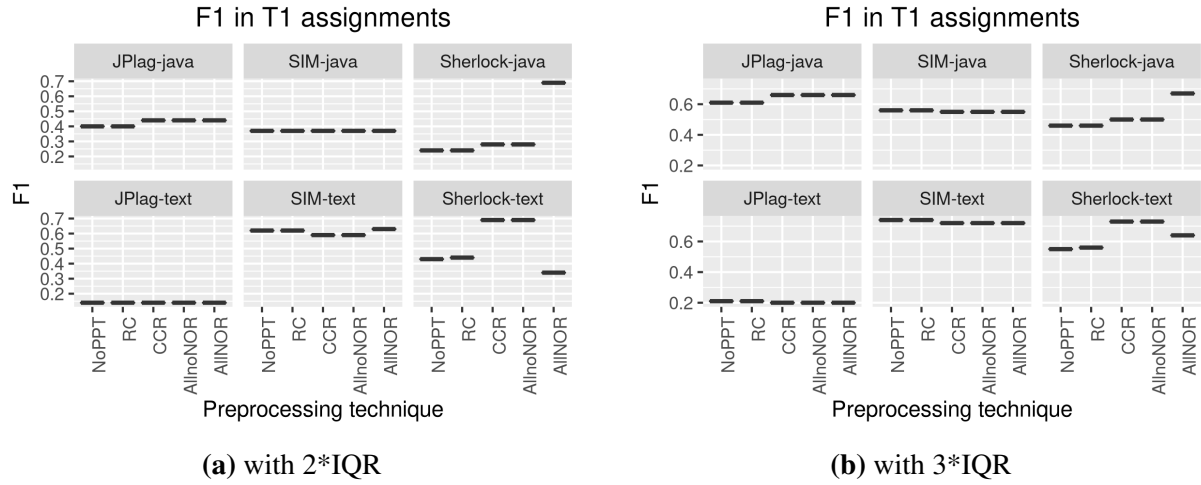 F1 in T1 assignments
JPlag-java SIM-java Sherlock-java
0.7
0.6
0.5
0.4
0.3
0.2
F1
JPlag-text SIM-text Sherlock-text
0.7
0.6
0.5
0.4
0.3
0.2
NoPPT RC CCR AllnoNOR AllNOR NoPPT RC CCR AllnoNOR AllNOR NoPPT RC CCR AllnoNOR AllNOR
Preprocessing technique
(a) with 2*IQR
F1 in T1 assignments
JPlag-java SIM-java Sherlock-java
0.6
0.4
0.2
F1
JPlag-text SIM-text Sherlock-text
0.6
0.4
0.2
NoPPT RC CCR AllnoNOR AllNOR NoPPT RC CCR AllnoNOR AllNOR NoPPT RC CCR AllnoNOR AllNOR
Preprocessing technique
(b) with 3*IQR